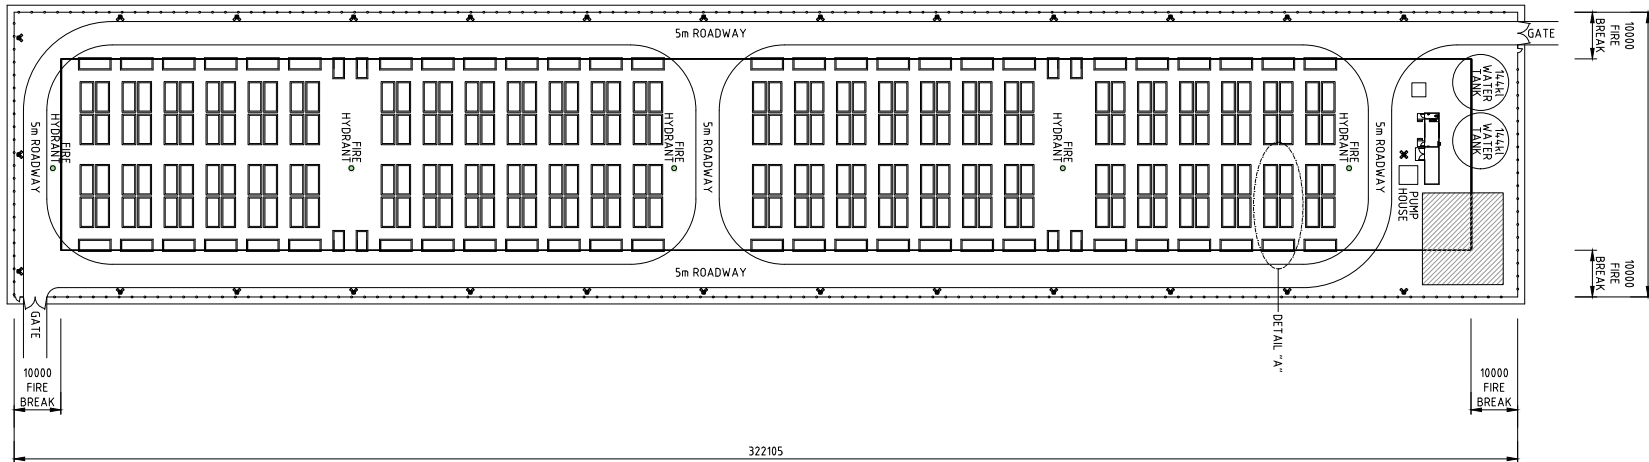 5m ROADWAY
5m ROADWAY
GATE
10000
FIRE
BREAK
144kl
WATER
TANK
144kl
WATER
TANK
5m ROADWAY
FIRE
HYDRANT
FIRE
HYDRANT
FIRE
HYDRANT
5m ROADWAY
FIRE
HYDRANT
FIRE
HYDRANT
5m ROADWAY
PUMP
HOUSE
5m ROADWAY
10000
FIRE
BREAK
GATE
DETAIL "A"
10000
FIRE
BREAK
10000
FIRE
BREAK
322105